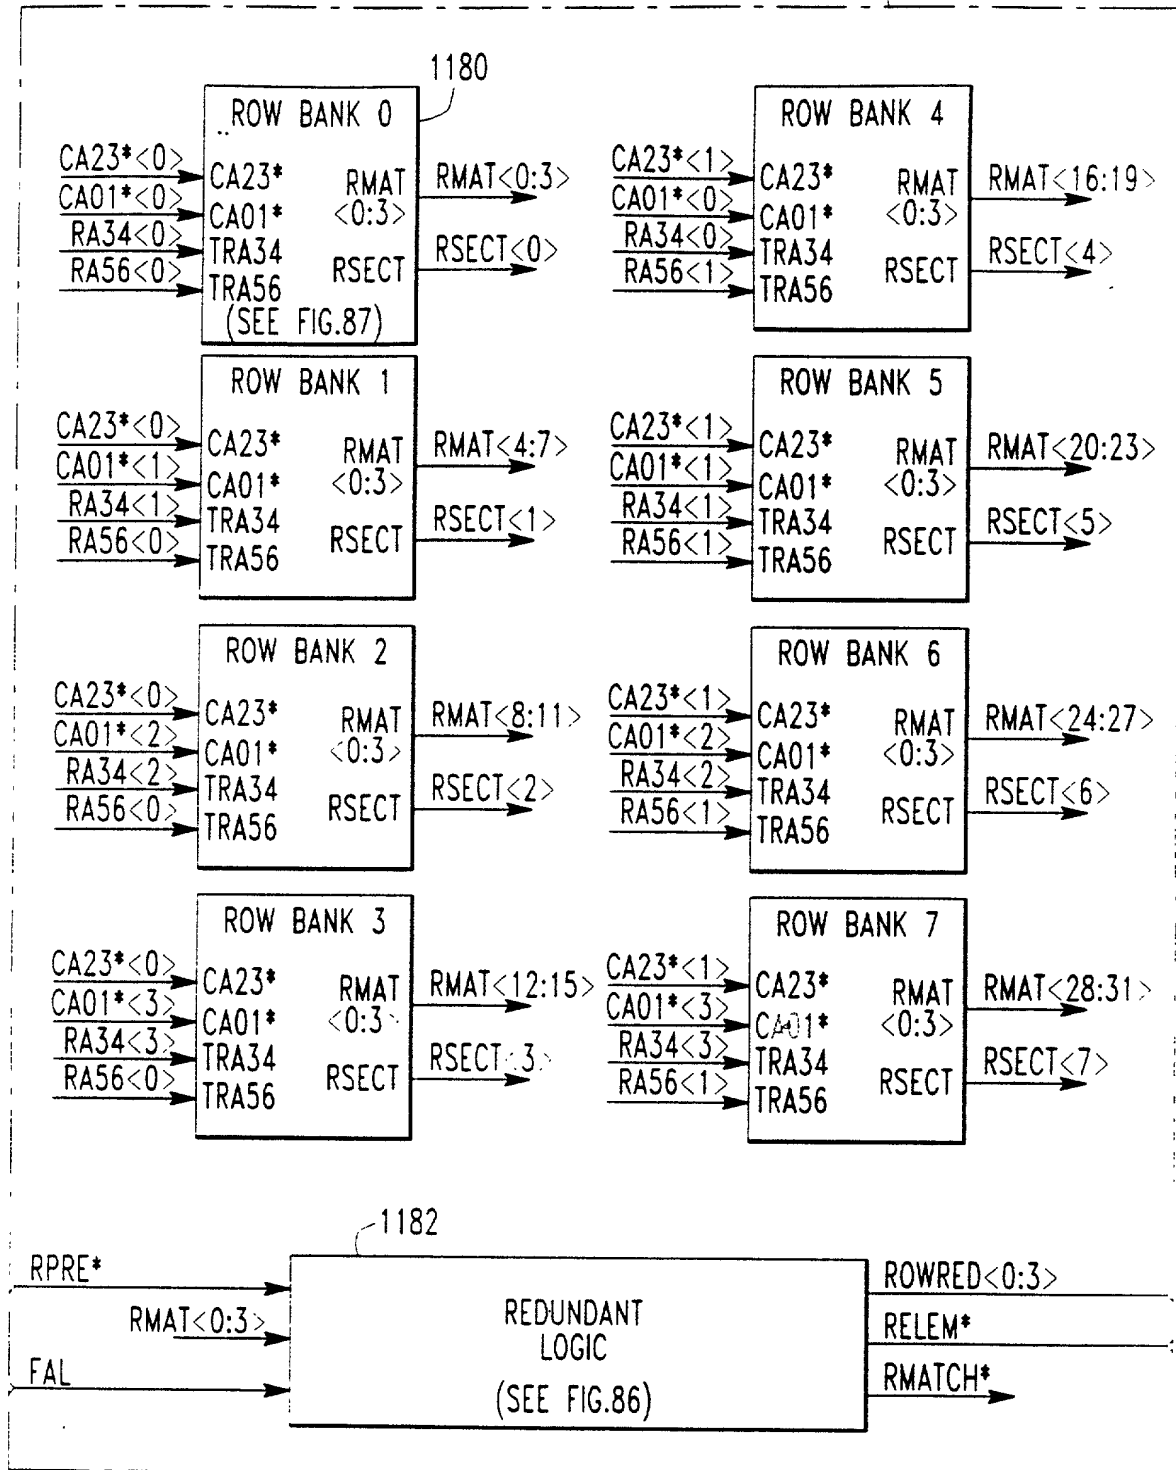 1180
ROW BANK 0
CA23*<0>
CA01*<0>
RA34<0>
RA56<0>
CA23*
CA01*
TRA34
TRA56
RMAT
<0:3>
RSECT
(SEE FIG.87)
RMAT<0:3>
RSECT<0>
ROW BANK 4
CA23*<1>
CA01*<0>
RA34<0>
RA56<1>
CA23*
CA01*
TRA34
TRA56
RMAT
<0:3>
RSECT
RMAT<16:19>
RSECT<4>
ROW BANK 1
CA23*<0>
CA01*<1>
RA34<1>
RA56<0>
CA23*
CA01*
TRA34
TRA56
RMAT
<0:3>
RSECT
RMAT<4:7>
RSECT<1>
ROW BANK 5
CA23*<1>
CA01*<1>
RA34<1>
RA56<1>
CA23*
CA01*
TRA34
TRA56
RMAT
<0:3>
RSECT
RMAT<20:23>
RSECT<5>
ROW BANK 2
CA23*<0>
CA01*<2>
RA34<2>
RA56<0>
CA23*
CA01*
TRA34
TRA56
RMAT
<0:3>
RSECT
RMAT<8:11>
RSECT<2>
ROW BANK 6
CA23*<1>
CA01*<2>
RA34<2>
RA56<1>
CA23*
CA01*
TRA34
TRA56
RMAT
<0:3>
RSECT
RMAT<24:27>
RSECT<6>
ROW BANK 3
CA23*<0>
CA01*<3>
RA34<3>
RA56<0>
CA23*
CA01*
TRA34
TRA56
RMAT
<0:3>
RSECT
RMAT<12:15>
RSECT<3>
ROW BANK 7
CA23*<1>
CA01*<3>
RA34<3>
RA56<1>
CA23*
CA01*
TRA34
TRA56
RMAT
<0:3>
RSECT
RMAT<28:31>
RSECT<7>
1182
RPRE*
RMAT<0:3>
FAL
REDUNDANT
LOGIC
(SEE FIG.86)
ROWRED<0:3>
RELEM*
RMATCH*